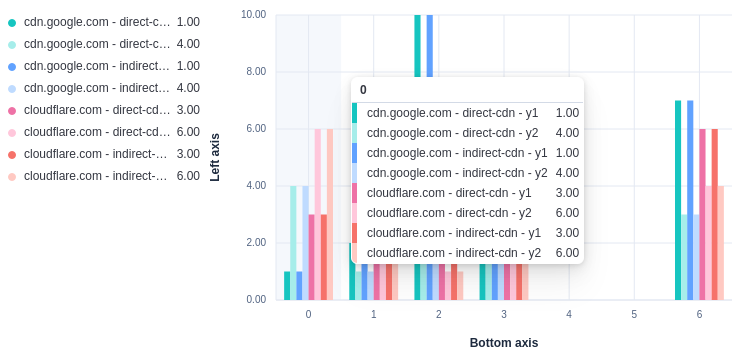 cdn.google.com - direct-c... 1.00
cdn.google.com - direct-c... 4.00
cdn.google.com - indirect... 1.00
cdn.google.com - indirect... 4.00
cloudflare.com - direct-cd... 3.00
cloudflare.com - direct-cd... 6.00
cloudflare.com - indirect-... 3.00
cloudflare.com - indirect-... 6.00
Left axis
10.00
8.00
6.00
4.00
2.00
0.00
0
cdn.google.com - direct-cdn - y1 1.00
cdn.google.com - direct-cdn - y2 4.00
cdn.google.com - indirect-cdn - y1 1.00
cdn.google.com - indirect-cdn - y2 4.00
cloudflare.com - direct-cdn - y1 3.00
cloudflare.com - direct-cdn - y2 6.00
cloudflare.com - indirect-cdn - y1 3.00
cloudflare.com - indirect-cdn - y2 6.00
0 1 2 3 4 5 6
Bottom axis